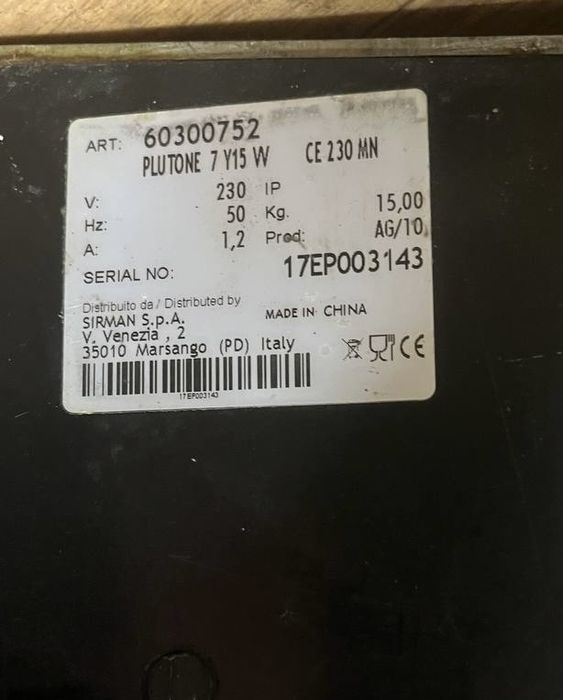 ART: 60300752
PLUTONE 7 Y15 W CE 230 MN
V: 230 IP
Hz: 50 Kg. 15,00
A: 1,2 Prod: AG/10
SERIAL NO: 17EP003143
Distribuito da / Distributed by
SIRMAN S.p.A. MADE IN CHINA
V. Venezia , 2
35010 Marsango (PD) Italy CE
17EP003143